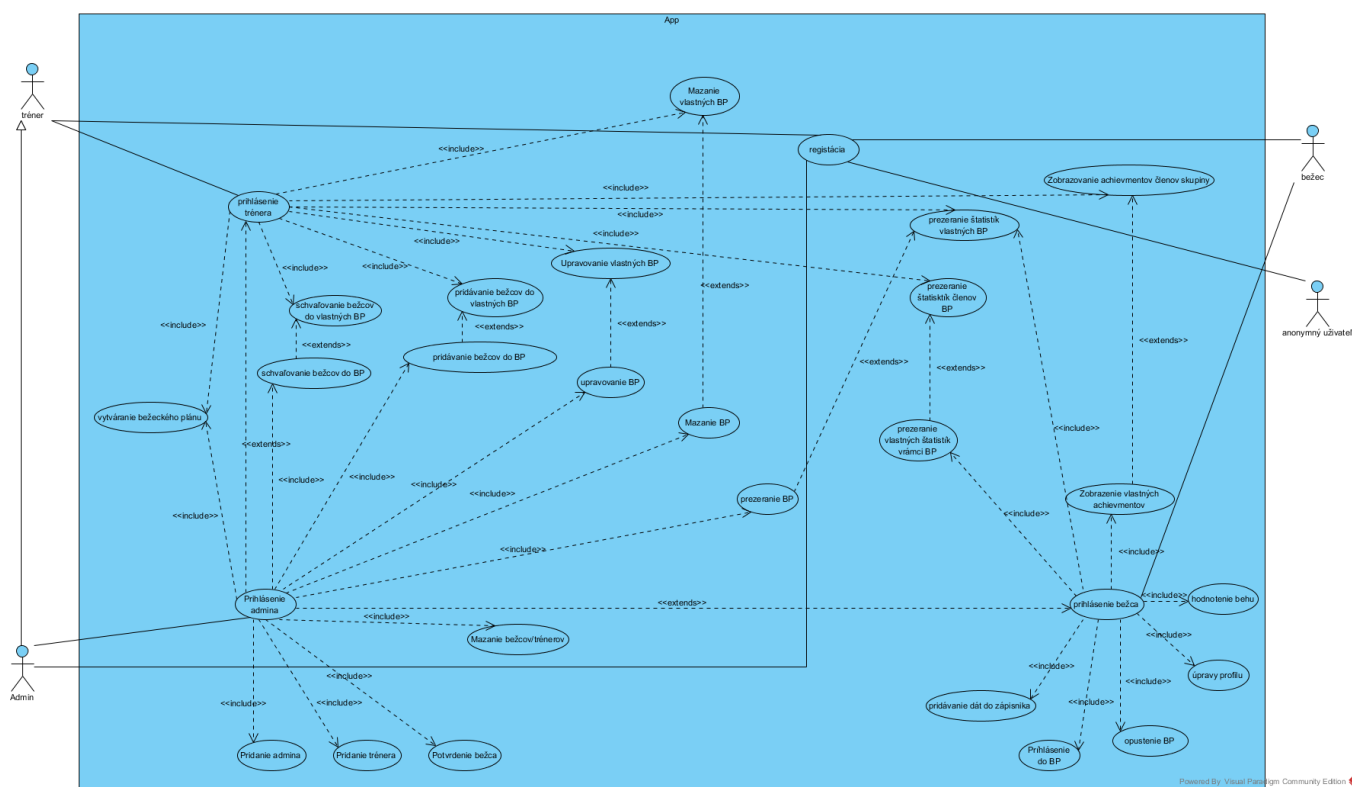 App
tréner
Mazanie
vlastných BP
<<include>>
registácia
bežec
Zobrazovanie achievmentov členov skupiny
<<include>>
prihlásenie
trénera
<<include>>
prezeranie štatistík
vlastných BP
<<include>>
<<include>>
<<include>>
<<include>>
<<include>>
Upravovanie vlastných BP
<<extends>>
prezeranie
štatisktík členov
BP
pridávanie bežcov do
vlastných BP
schvaľovanie bežcov
do vlastných BP
anonymný uživateľ
<<include>>
<<extends>>
<<extends>>
<<extends>>
<<extends>>
<<extends>>
<<extends>>
pridávanie bežcov do BP
schvaľovanie bežcov do BP
upravovanie BP
vytváranie bežeckého plánu
Mazanie BP
<<include>>
prezeranie
vlastných štatistík
vrámci BP
<<extends>>
<<include>>
<<include>>
<<include>>
prezeranie BP
Zobrazenie vlastných
achievmentov
<<include>>
<<include>>
<<include>>
<<include>>
Prihlásenie
admina
<<extends>>
prihlásenie bežca
<<include>>
hodnotenie behu
<<include>>
Mazanie bežcov/trénerov
<<include>>
<<include>>
<<include>>
<<include>>
úpravy profilu
Admin
<<include>>
<<include>>
<<include>>
pridávanie dát do zápisníka
Pridanie admina
Pridanie trénera
Potvrdenie bežca
Prihlásenie
do BP
opustenie BP
Powered By Visual Paradigm Community Edition